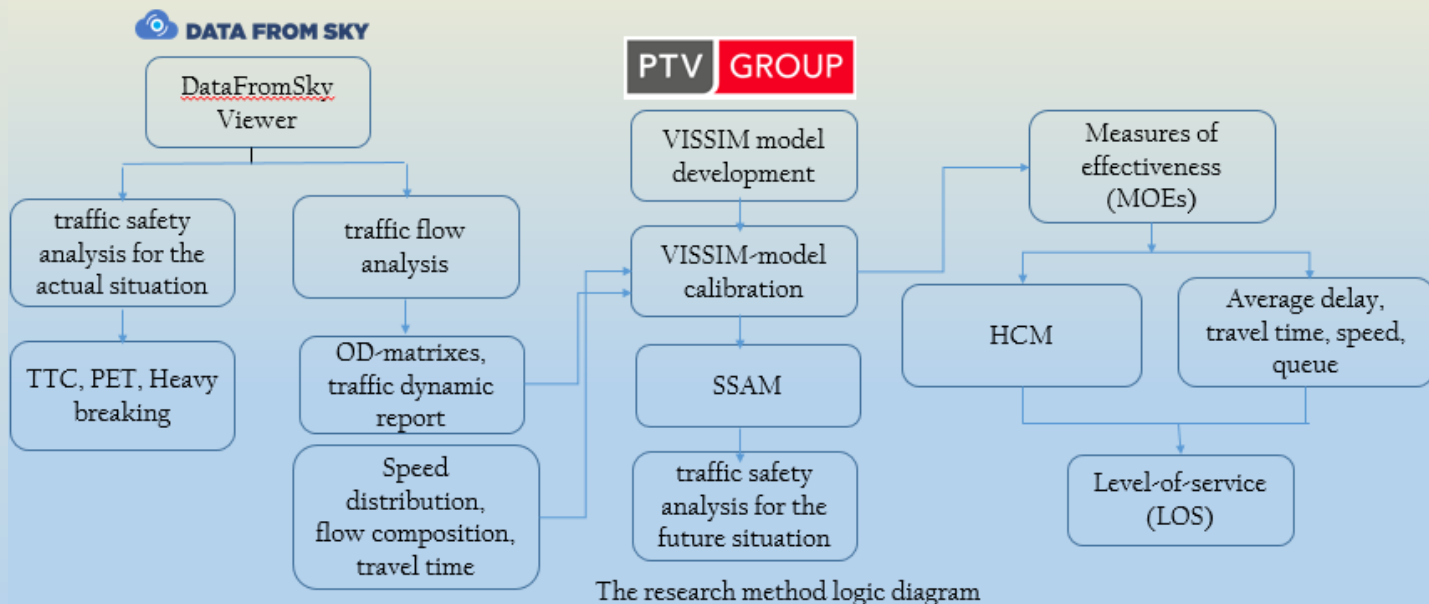 DATA FROM SKY
DataFromSky
Viewer
traffic safety
analysis for the
actual situation
TTC, PET, Heavy
breaking
traffic flow
analysis
OD-matrixes,
traffic dynamic
report
Speed
distribution,
flow composition,
travel time
PTV GROUP
VISSIM model
development
VISSIM-model
calibration
SSAM
traffic safety
analysis for the
future situation
Measures of
effectiveness
(MOEs)
HCM
Average delay,
travel time, speed,
queue
Level-of-service
(LOS)
The research method logic diagram